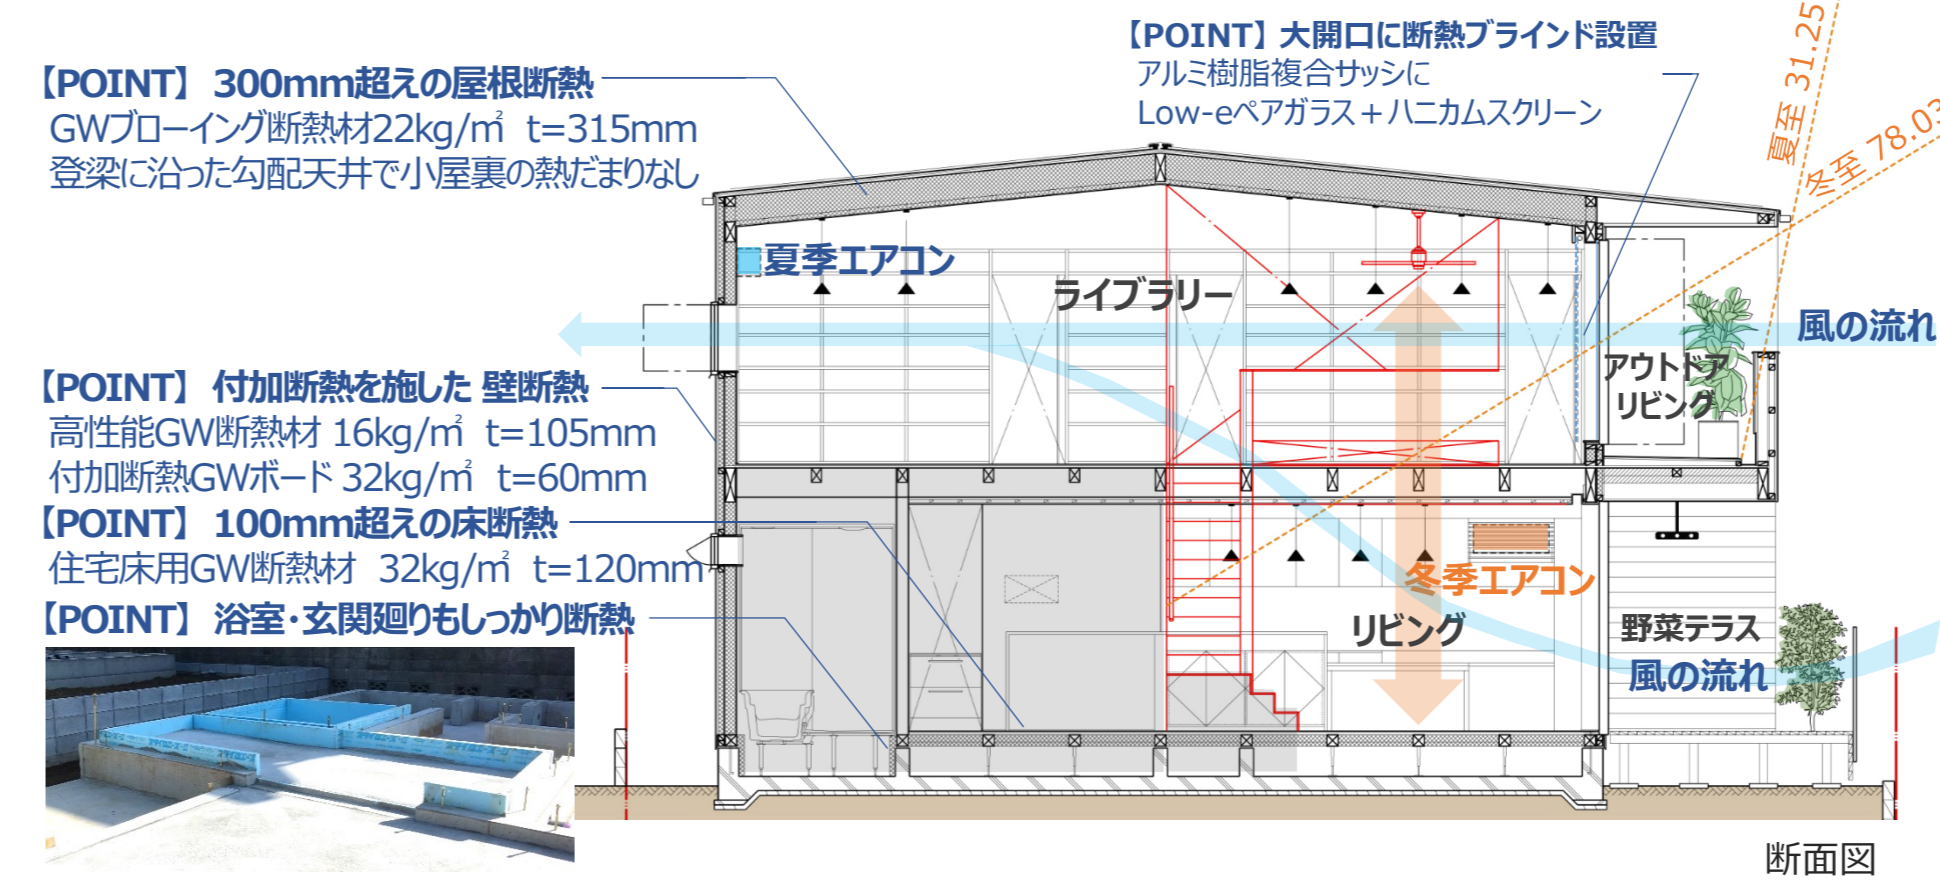 【POINT】 300mm超えの屋根断熱
GWブローイング断熱材22kg/㎡ t=315mm
登梁に沿った勾配天井で小屋裏の熱だまりなし
【POINT】大開口に断熱ブラインド設置
アルミ樹脂複合サッシに
Low-eペアガラス＋ハニカムスクリーン
夏至 31.25
冬至 78.03
夏季エアコン
ライブラリー
風の流れ
アウトドア
リビング
【POINT】 付加断熱を施した 壁断熱
高性能GW断熱材 16kg/㎡ t=105mm
付加断熱GWボード 32kg/㎡ t=60mm
【POINT】 100mm超えの床断熱
住宅床用GW断熱材 32kg/㎡ t=120mm
【POINT】 浴室・玄関廻りもしっかり断熱
冬季エアコン
リビング
野菜テラス
風の流れ
断面図